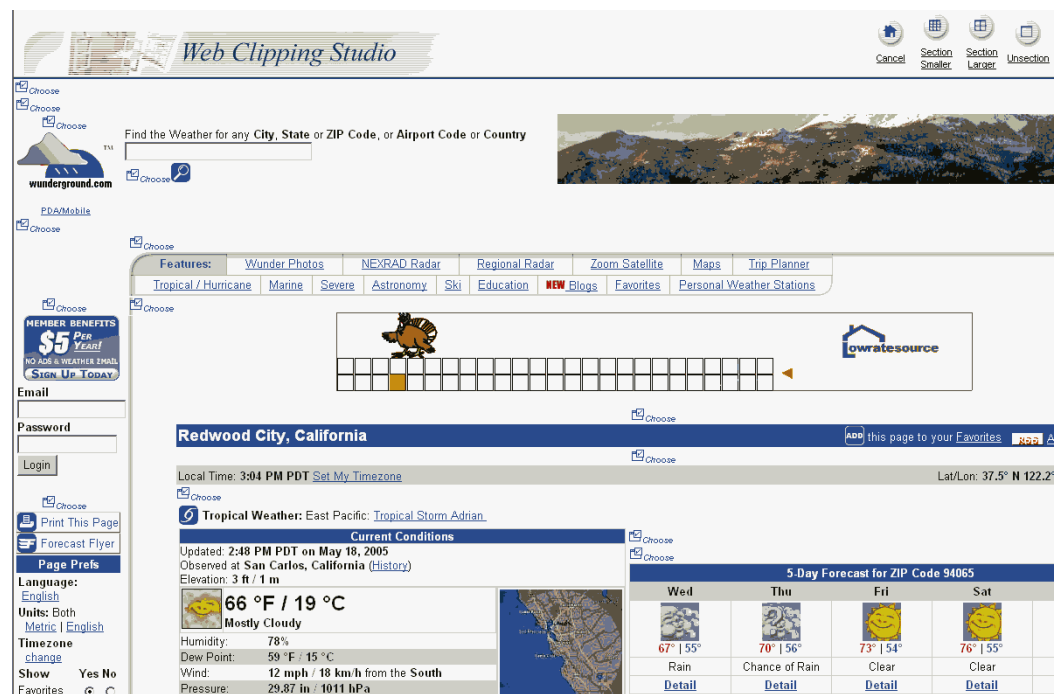 Web Clipping Studio
Cancel
Section Smaller
Section Larger
Unsection
Choose
Choose
Choose
Find the Weather for any City, State or ZIP Code, or Airport Code or Country
TM
Choose
wunderground.com
PDA/Mobile
Choose
Choose
Features: Wunder Photos NEXRAD Radar Regional Radar Zoom Satellite Maps Trip Planner
Tropical / Hurricane Marine Severe Astronomy Ski Education NEW Blogs Favorites Personal Weather Stations
Choose
Choose
MEMBER BENEFITS
$5 PER YEAR!
NO ADS & WEATHER EMAIL
SIGN UP TODAY
lowratesource
Email
Password
Login
Choose
Redwood City, California
ADD this page to your Favorites RSS A
Choose
Local Time: 3:04 PM PDT Set My Timezone
Lat/Lon: 37.5° N 122.2°
Choose
Tropical Weather: East Pacific: Tropical Storm Adrian
Choose
Print This Page
Forecast Flyer
Page Prefs
Language:
English
Units: Both
Metric | English
Timezone
change
Show Yes No
Favorites
Current Conditions
Updated: 2:48 PM PDT on May 18, 2005
Observed at San Carlos, California (History)
Elevation: 3 ft / 1 m
66 °F / 19 °C
Mostly Cloudy
Humidity: 78%
Dew Point: 59 °F / 15 °C
Wind: 12 mph / 18 km/h from the South
Pressure: 29.87 in / 1011 hPa
Choose
Choose
5-Day Forecast for ZIP Code 94065
Wed Thu Fri Sat
67° | 55° 70° | 56° 73° | 54° 76° | 55°
Rain Chance of Rain Clear Clear
Detail Detail Detail Detail